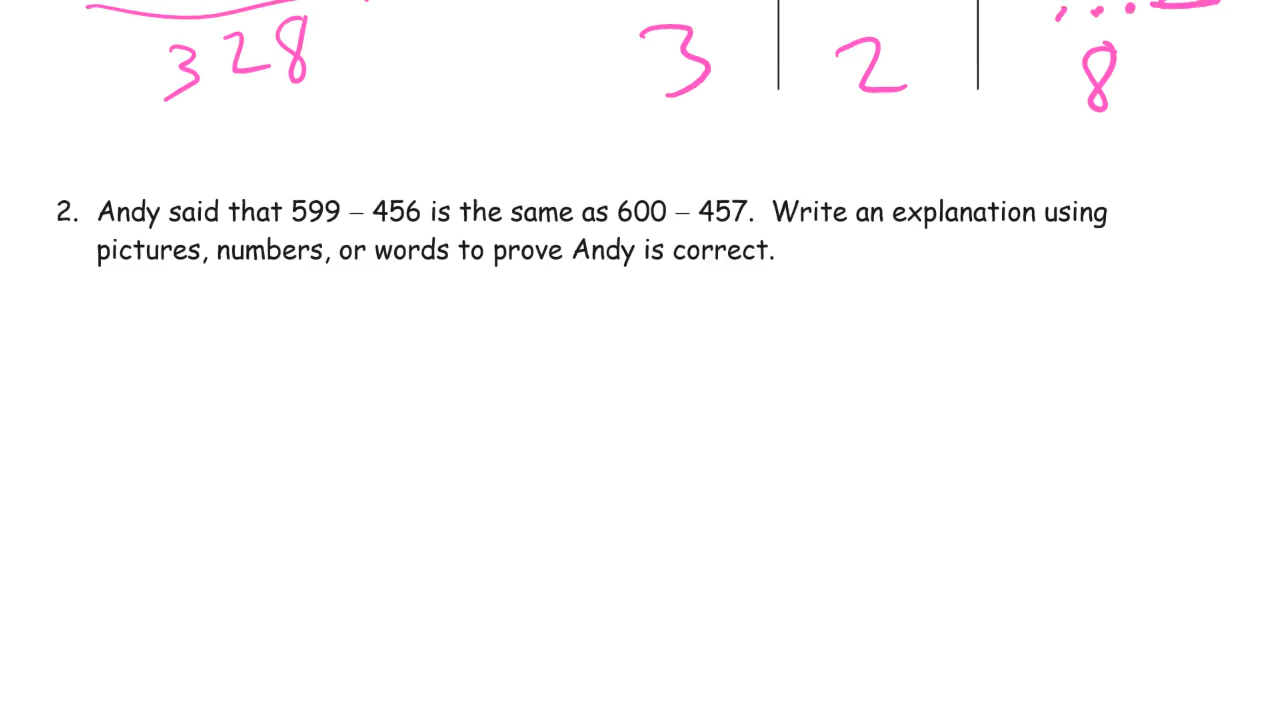 328
3 2 8
2. Andy said that 599 – 456 is the same as 600 – 457. Write an explanation using
pictures, numbers, or words to prove Andy is correct.